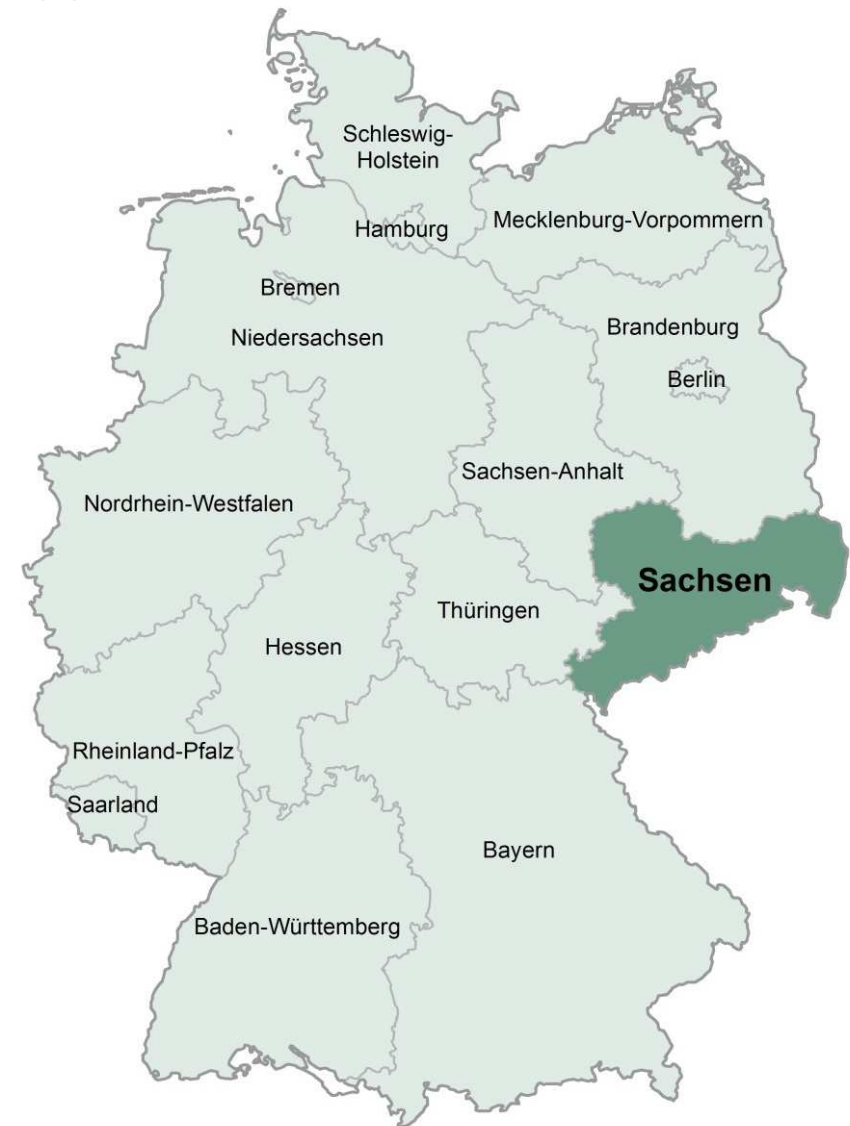 Schleswig-
Holstein
Mecklenburg-Vorpommern
Hamburg
Bremen
Brandenburg
Niedersachsen
Berlin
Sachsen-Anhalt
Nordrhein-Westfalen
Sachsen
Thüringen
Hessen
Rheinland-Pfalz
Saarland
Bayern
Baden-Württemberg